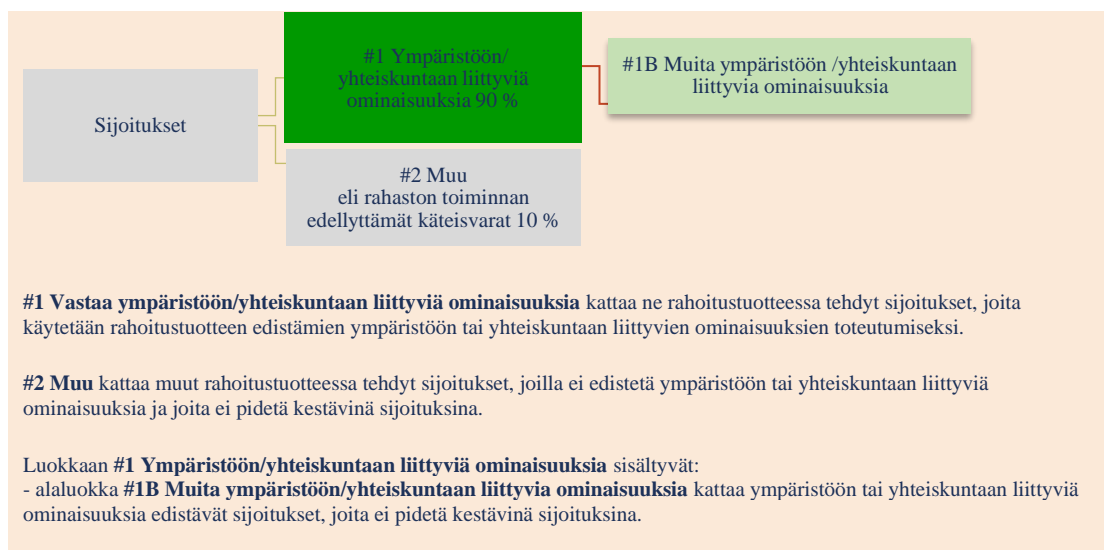 Sijoitukset
#1 Ympäristöön/
yhteiskuntaan liittyviä
ominaisuuksia 90 %
#1B Muita ympäristöön /yhteiskuntaan
liittyvia ominaisuuksia
#2 Muu
eli rahaston toiminnan
edellyttämät käteisvarat 10 %
#1 Vastaa ympäristöön/yhteiskuntaan liittyviä ominaisuuksia kattaa ne rahoitustuotteessa tehdyt sijoitukset, joita
käytetään rahoitustuotteen edistämien ympäristöön tai yhteiskuntaan liittyvien ominaisuuksien toteutumiseksi.
#2 Muu kattaa muut rahoitustuotteessa tehdyt sijoitukset, joilla ei edistetä ympäristöön tai yhteiskuntaan liittyviä
ominaisuuksia ja joita ei pidetä kestävinä sijoituksina.
Luokkaan #1 Ympäristöön/yhteiskuntaan liittyviä ominaisuuksia sisältyvät:
- alaluokka #1B Muita ympäristöön/yhteiskuntaan liittyvia ominaisuuksia kattaa ympäristöön tai yhteiskuntaan liittyviä
ominaisuuksia edistävät sijoitukset, joita ei pidetä kestävinä sijoituksina.